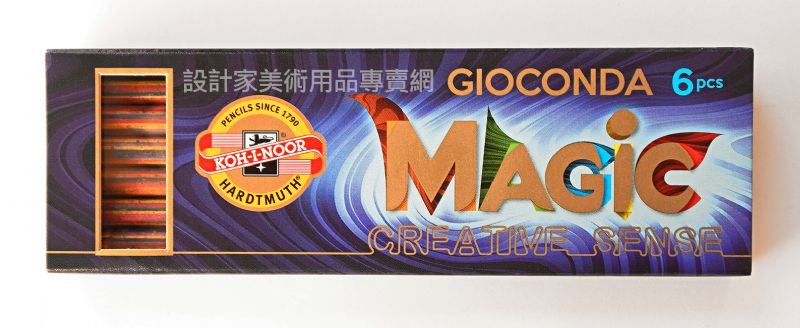 設計家美術用品專賣網
GIOCONDA 6pcs
PENCILS SINCE 1790
KOH-I-NOOR
®
HARDTMUTH®
MAGiC
CREATIVE SENSE